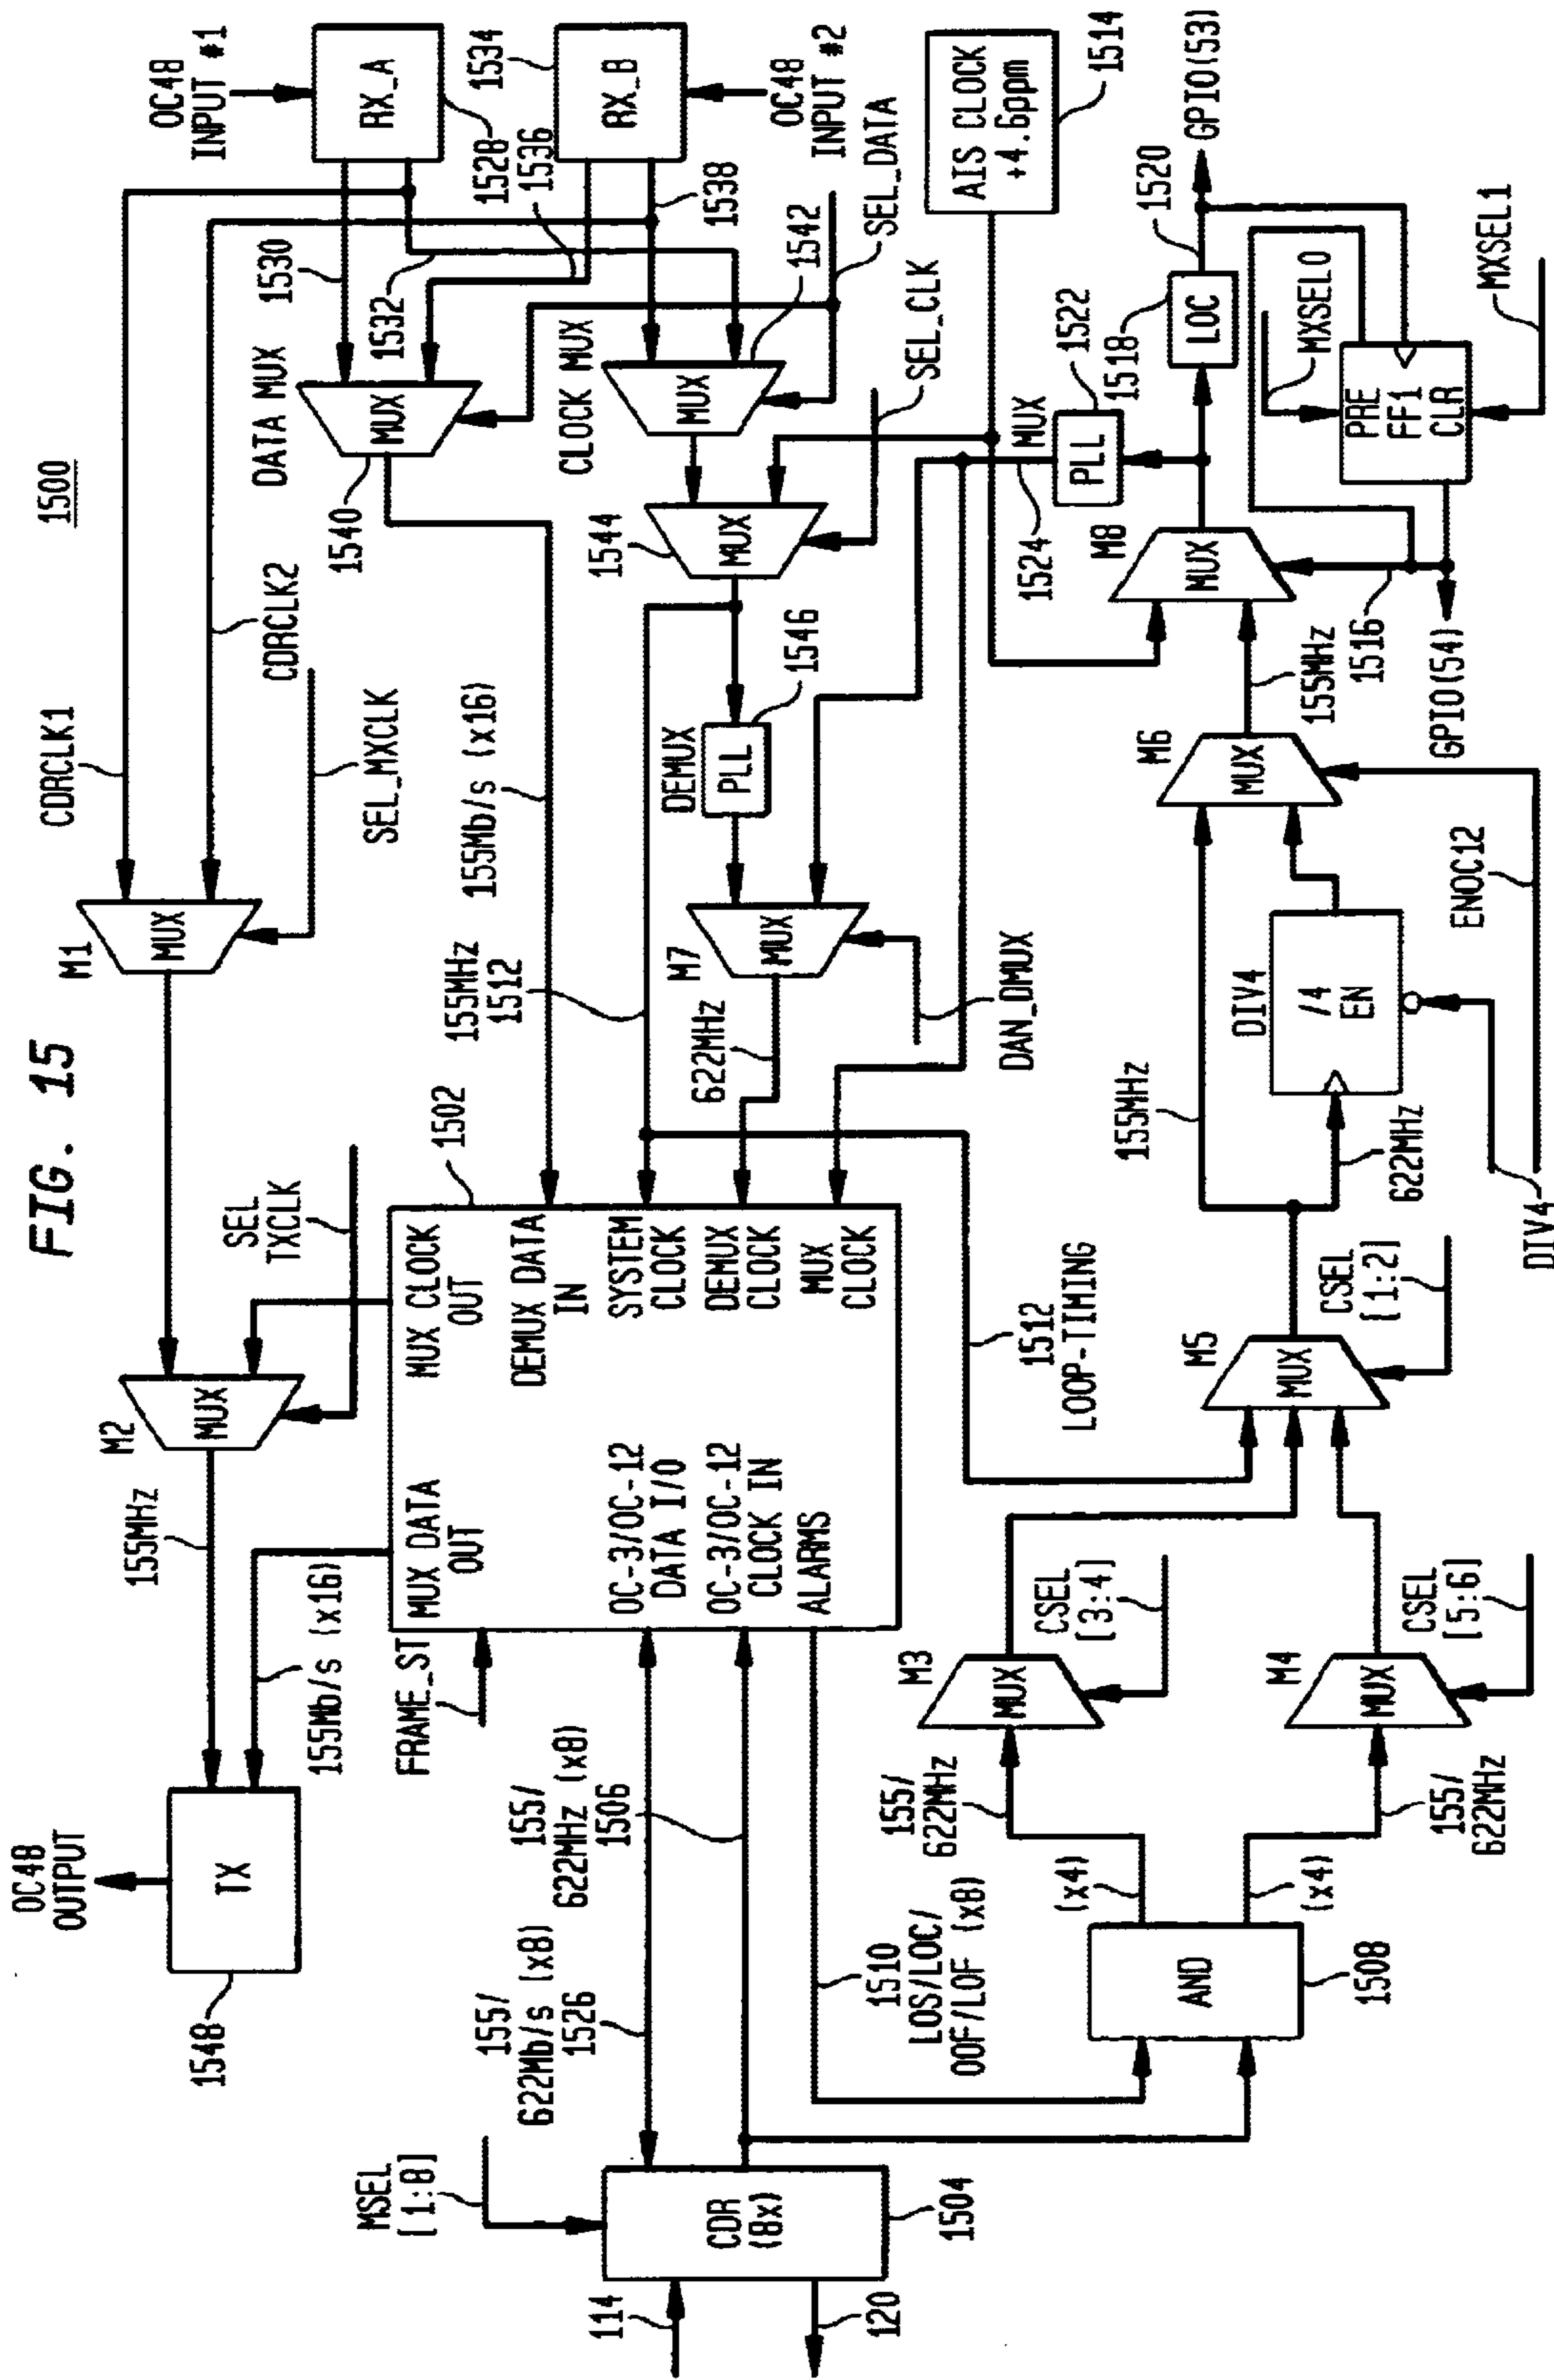 FIG. 15
1500
OC48
OUTPUT
TX
1548
155MHz
155Mb/s (x16)
M2
MUX
SEL
TXCLK
M1
MUX
CDRCLK1
CDRCLK2
SEL_MXCLK
OC48
INPUT #1
RX_A
1528
1530
1532
RX_B
1534
1536
1538
OC48
INPUT #2
DATA MUX
MUX
1540
CLOCK MUX
MUX
1542
SEL_DATA
1544
MUX
SEL_CLK
155Mb/s (x16)
155MHz
1512
DEMUX
PLL
1546
M7
MUX
622MHz
DAN_DMUX
FRAME_ST
1502
MUX DATA
OUT
MUX CLOCK
OUT
DEMUX DATA
IN
OC-3/OC-12
DATA I/O
SYSTEM
CLOCK
OC-3/OC-12
CLOCK IN
DEMUX
CLOCK
ALARMS
MUX
CLOCK
MSEL
[1:8]
114
120
CDR
(8x)
1504
155/
622Mb/s (x8)
1526
155/
622MHz (x8)
1506
1510
LOS/LOC/
OOF/LOF (x8)
AND
1508
(x4)
(x4)
155/
622MHz
155/
622MHz
M3
MUX
CSEL
[3:4]
M4
MUX
CSEL
[5:6]
1512
LOOP-TIMING
M5
MUX
CSEL
[1:2]
155MHz
622MHz
DIV4
/4
EN
DIV4
ENOC12
M6
MUX
155MHz
1516
GPIO(54)
M8
MUX
MUX
1524
PLL
1522
AIS CLOCK
+4.6ppm
1514
1518
LOC
1520
GPIO(53)
MXSEL0
PRE
FF1
CLR
MXSEL1